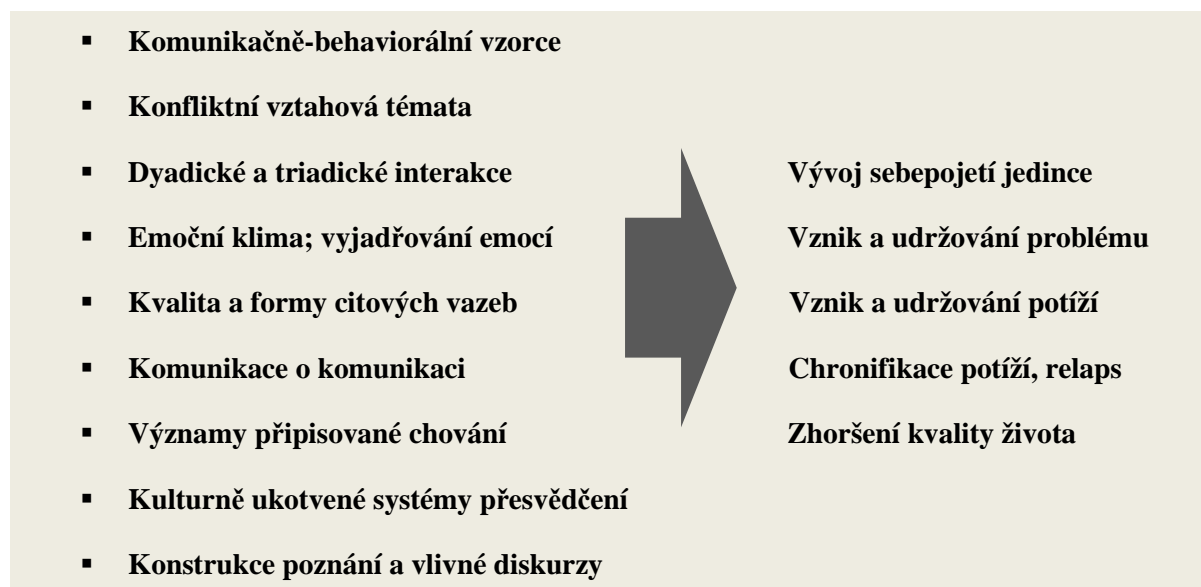 ▪ Komunikačně-behaviorální vzorce
▪ Konfliktní vztahová témata
▪ Dyadické a triadické interakce
▪ Emoční klima; vyjadřování emocí
▪ Kvalita a formy citových vazeb
▪ Komunikace o komunikaci
▪ Významy připisované chování
▪ Kulturně ukotvené systémy přesvědčení
▪ Konstrukce poznání a vlivné diskurzy
Vývoj sebepojetí jedince
Vznik a udržování problému
Vznik a udržování potíží
Chronifikace potíží, relaps
Zhoršení kvality života